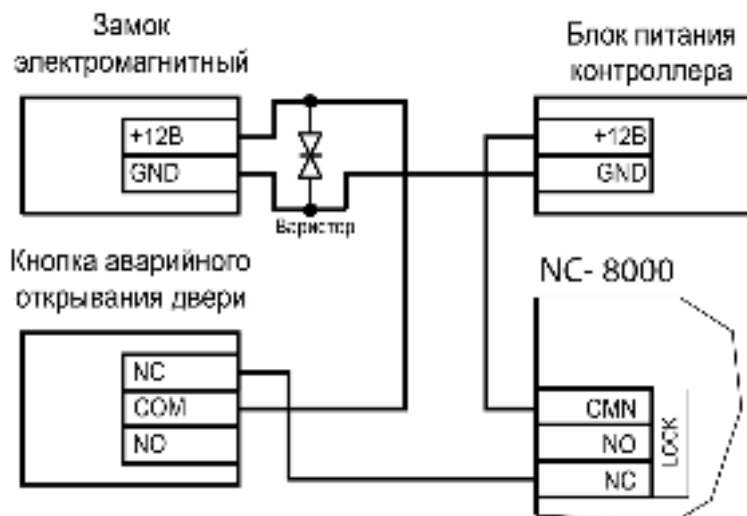 Замок
электромагнитный
+12В
GND
Варистор
Блок питания
контроллера
+12В
GND
Кнопка аварийного
открывания двери
NC
COM
NO
NC- 8000
CMN
NO
NC
LOCK